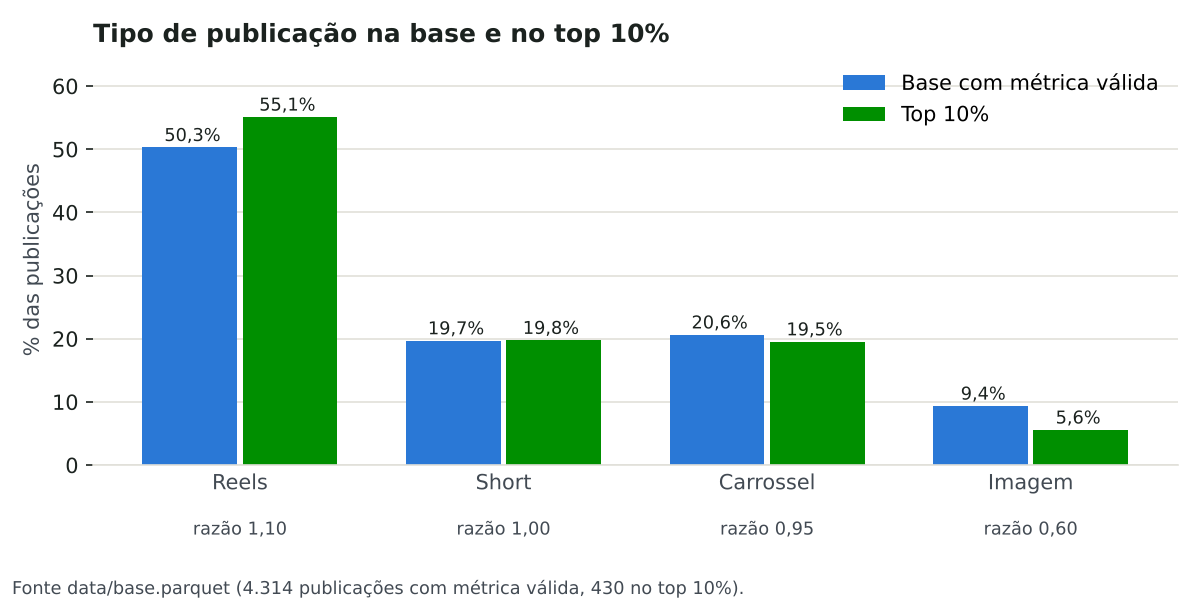 Tipo de publicação na base e no top 10%
Base com métrica válida
Top 10%
% das publicações
60
50
40
30
20
10
0
50,3%
55,1%
19,7%
19,8%
20,6%
19,5%
9,4%
5,6%
Reels
Short
Carrossel
Imagem
razão 1,10
razão 1,00
razão 0,95
razão 0,60
Fonte data/base.parquet (4.314 publicações com métrica válida, 430 no top 10%).